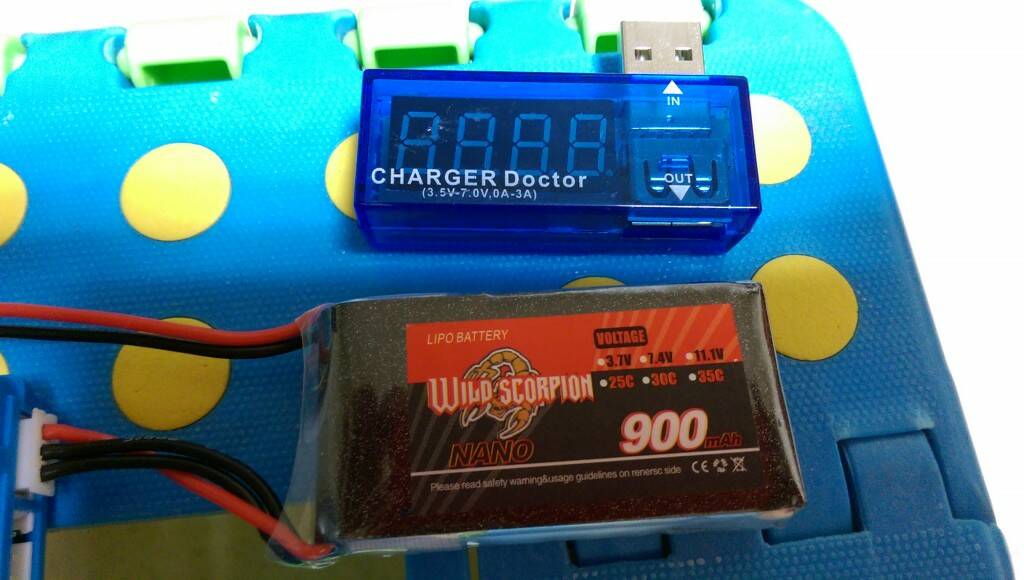 IN
OUT
CHARGER Doctor
(3.5V-7.0V,0A-3A)
LIPO BATTERY
VOLTAGE
3.7V 7.4V 11.1V
WILD SCORPION
25C 30C 35C
900mAh
NANO
Please read safety warning&usage guidelines on renersc side
CE